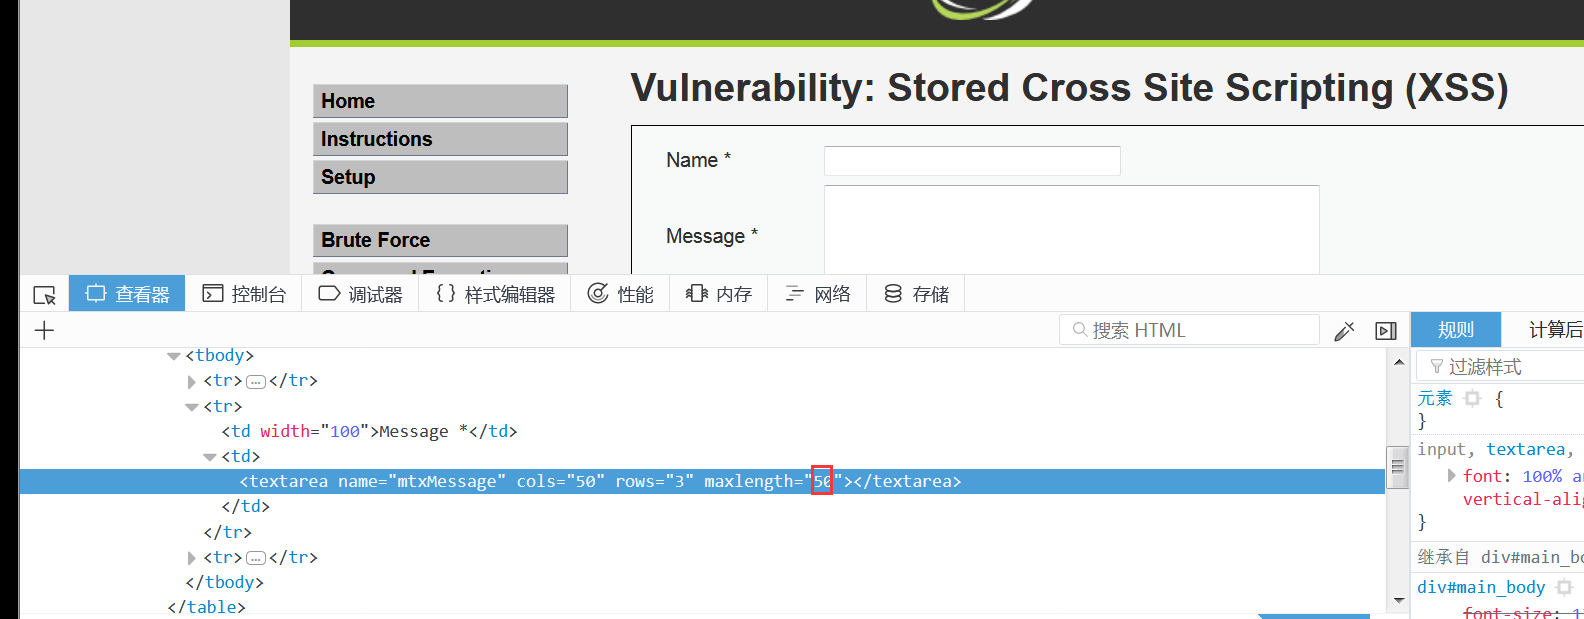 Vulnerability: Stored Cross Site Scripting (XSS)
Home
Instructions
Setup
Brute Force
Name *
Message *
查看器 控制台 调试器 {} 样式编辑器 性能 内存 网络 存储
+ 搜索 HTML
<tbody>
<tr>…</tr>
<tr>
<td width="100">Message *</td>
<td>
<textarea name="mtxMessage" cols="50" rows="3" maxlength="50"></textarea>
</td>
</tr>
<tr>…</tr>
</tbody>
</table>
规则 计算后
过滤样式
元素 {
}
input, textarea,
font: 100% a
vertical-ali
}
继承自 div#main_bo
div#main_body
font-size: 1